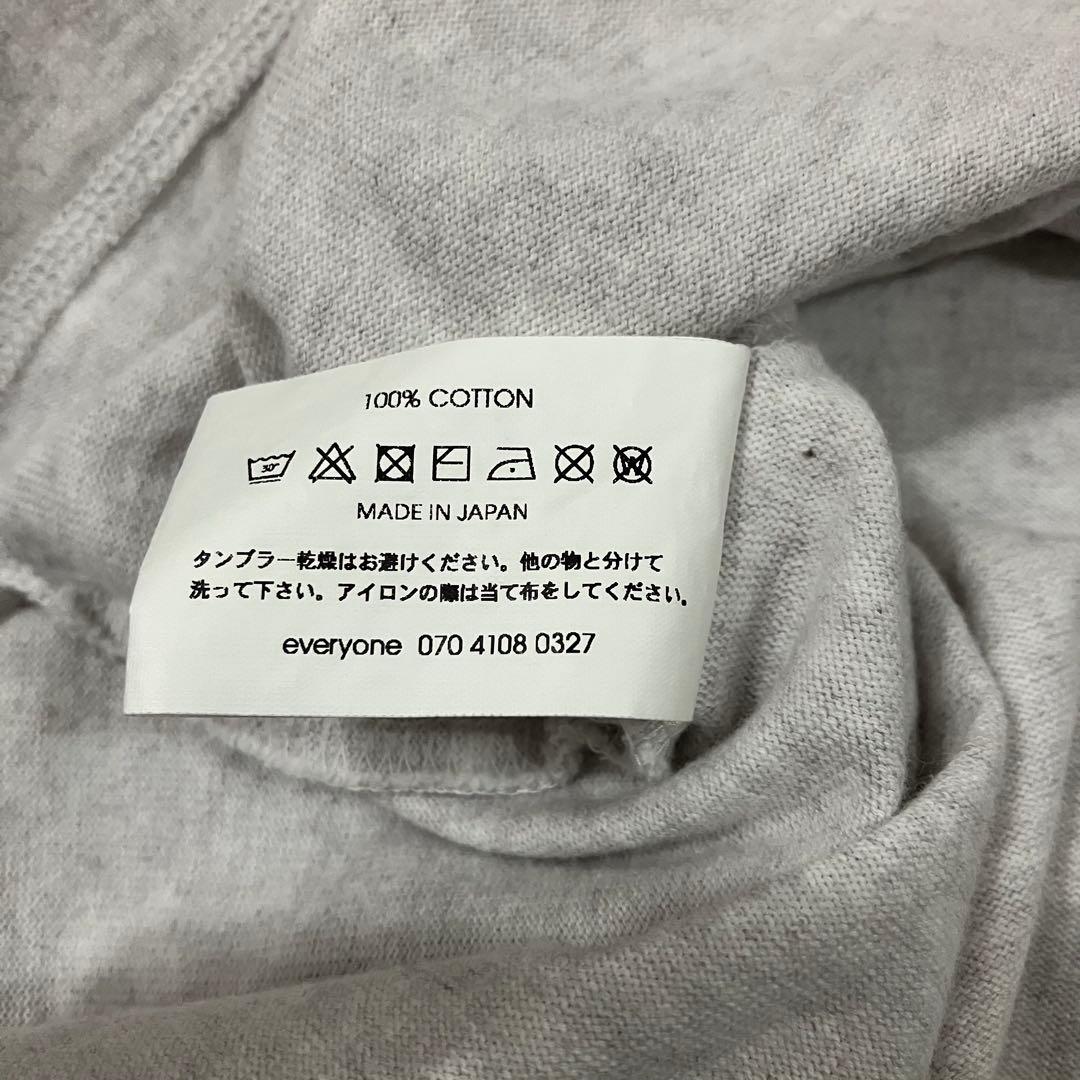 100% COTTON
30°
W
MADE IN JAPAN
タンブラー乾燥はお避けください。他の物と分けて
洗って下さい。アイロンの際は当て布をしてください。
everyone 070 4108 0327